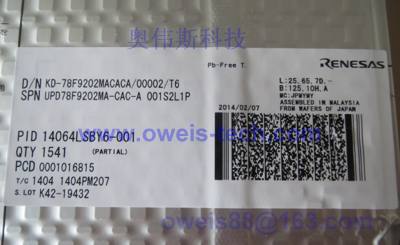 奥伟斯科技
Pb-Free T.
RENESAS
D/N KD-78F9202MACACA/00002/T6
SPN UPD78F9202MA-CAC-A 001S2L1P
L:25.65.7D.-
B:125.10H.A
MC:JPMYMY
ASSEMBLED IN MALAYSIA
FROM WAFERS OF JAPAN
2014/02/07
PID 14064LSBY6-001
www.oweis-tech.com
QTY 1541 (PARTIAL)
PCD 0001016815
T/C 1404 1404PM207
S.LOT K42-19432
oweis88@163.com